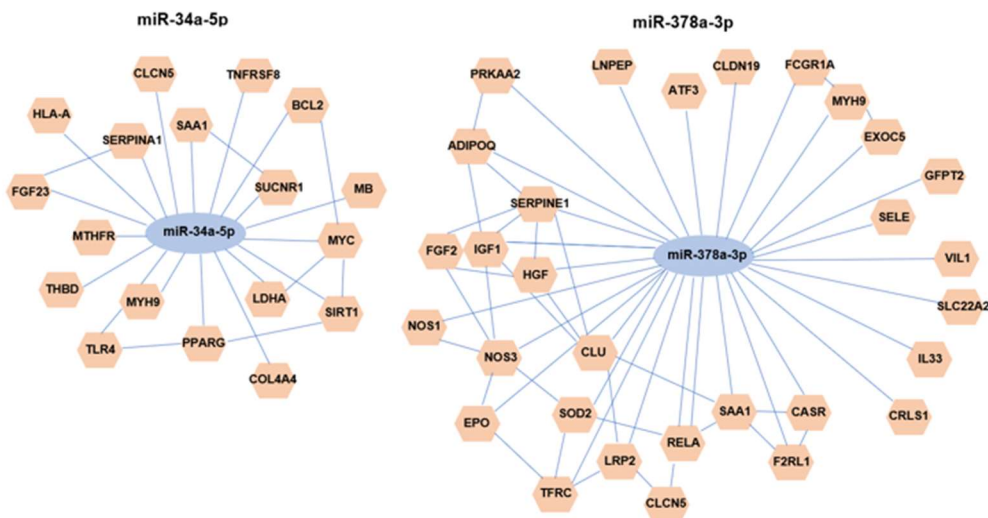 miR-34a-5p
CLCN5
TNFRSF8
BCL2
HLA-A
SAA1
SERPINA1
FGF23
SUCNR1
MB
MTHFR
miR-34a-5p
MYC
THBD
MYH9
LDHA
SIRT1
TLR4
PPARG
COL4A4
miR-378a-3p
PRKAA2
LNPEP
ATF3
CLDN19
FCGR1A
MYH9
EXOC5
ADIPOQ
GFPT2
SERPINE1
SELE
FGF2
IGF1
HGF
miR-378a-3p
VIL1
SLC22A2
NOS1
NOS3
CLU
IL33
EPO
SOD2
SAA1
CASR
CRLS1
RELA
LRP2
F2RL1
TFRC
CLCN5